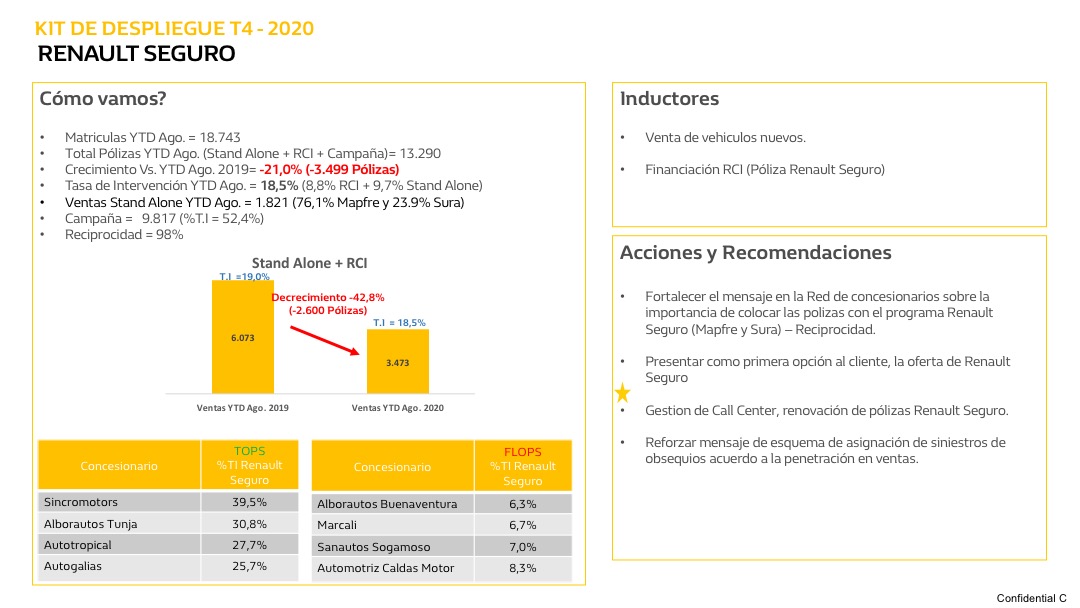 KIT DE DESPLIEGUE T4 - 2020
RENAULT SEGURO
Cómo vamos?
• Matriculas YTD Ago. = 18.743
• Total Pólizas YTD Ago. (Stand Alone + RCI + Campaña)= 13.290
• Crecimiento Vs. YTD Ago. 2019= -21,0% (-3.499 Pólizas)
• Tasa de Intervención YTD Ago. = 18,5% (8,8% RCI + 9,7% Stand Alone)
• Ventas Stand Alone YTD Ago. = 1.821 (76,1% Mapfre y 23.9% Sura)
• Campaña = 9.817 (%T.I = 52,4%)
• Reciprocidad = 98%
Stand Alone + RCI
T.I =19,0%
Decrecimiento -42,8%
(-2.600 Pólizas)
T.I = 18,5%
6.073
3.473
Ventas YTD Ago. 2019
Ventas YTD Ago. 2020
Concesionario TOPS %TI Renault Seguro
Sincromotors 39,5%
Alborautos Tunja 30,8%
Autotropical 27,7%
Autogalias 25,7%
Concesionario FLOPS %TI Renault Seguro
Alborautos Buenaventura 6,3%
Marcali 6,7%
Sanautos Sogamoso 7,0%
Automotriz Caldas Motor 8,3%
Inductores
• Venta de vehiculos nuevos.
• Financiación RCI (Póliza Renault Seguro)
Acciones y Recomendaciones
• Fortalecer el mensaje en la Red de concesionarios sobre la
importancia de colocar las polizas con el programa Renault
Seguro (Mapfre y Sura) – Reciprocidad.
• Presentar como primera opción al cliente, la oferta de Renault
Seguro
• Gestion de Call Center, renovación de pólizas Renault Seguro.
• Reforzar mensaje de esquema de asignación de siniestros de
obsequios acuerdo a la penetración en ventas.
Confidential C